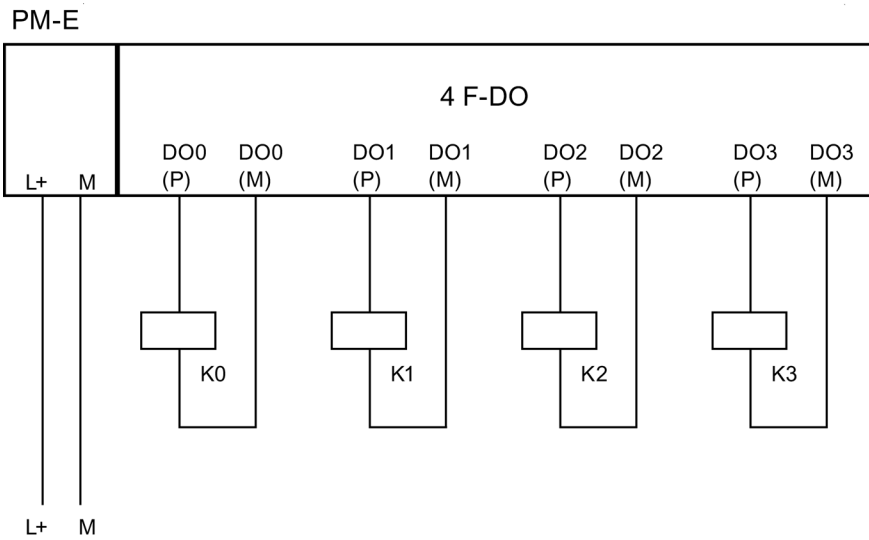 PM-E
4 F-DO
DO0 DO0 DO1 DO1 DO2 DO2 DO3 DO3
L+ M (P) (M) (P) (M) (P) (M) (P) (M)
K0 K1 K2 K3
L+ M